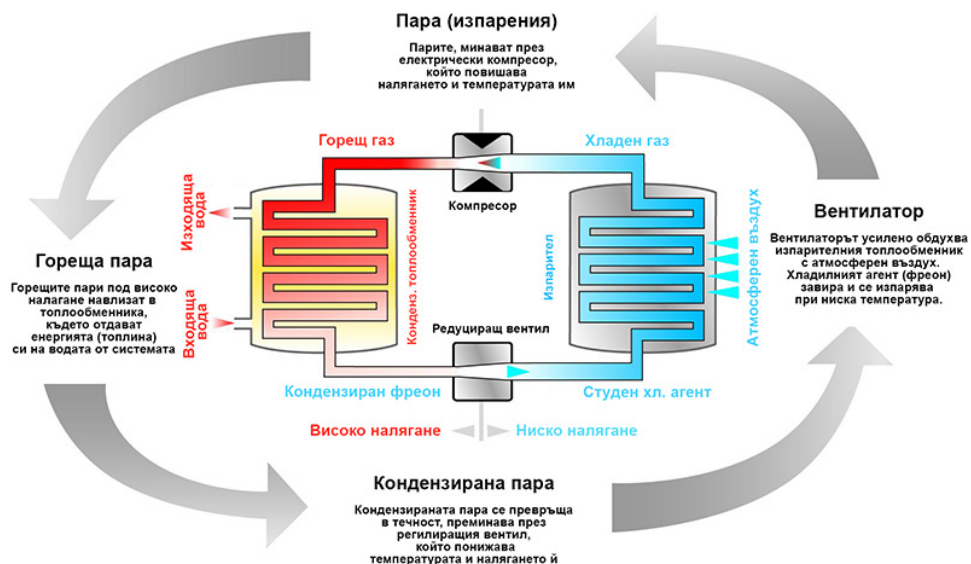 Пара (изпарения)
Парите, минават през
електрически компресор,
който повишава
налягането и температурата им
Горещ газ
Хладен газ
Компресор
Изходяща
вода
Входяща
вода
Конденз. топлообменник
Изпарител
Атмосферен въздух
Вентилатор
Вентилаторът усилено обдухва
изпарителния топлообменник
с атмосферен въздух.
Хладилният агент (фреон)
завира и се изпарява
при ниска температура.
Гореща пара
Горещите пари под високо
налагане навлизат в
топлообменника,
където отдават
енергията (топлина)
си на водата от системата
Редуциращ вентил
Кондензиран фреон
Студен хл. агент
Високо налягане
Ниско налягане
Кондензирана пара
Кондензираната пара се превръща
в течност, преминава през
регилиращия вентил,
който понижава
температурата и налягането й